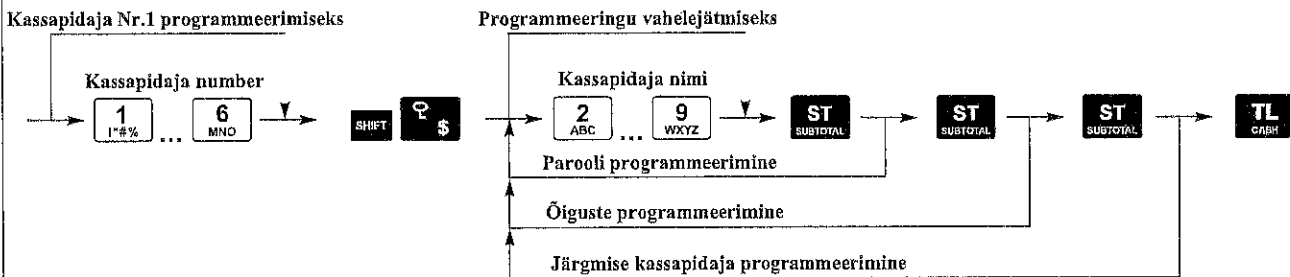 Kassapidaja Nr.1 programmeerimiseks
Programmeeringu vahelejätmiseks
Kassapidaja number
Kassapidaja nimi
1 ... 6 SHIFT $ 2 ... 9 ST ST ST TL
!"#% MNO ABC WXYZ SUBTOTAL SUBTOTAL SUBTOTAL CASH
Parooli programmeerimine
Õiguste programmeerimine
Järgmise kassapidaja programmeerimine